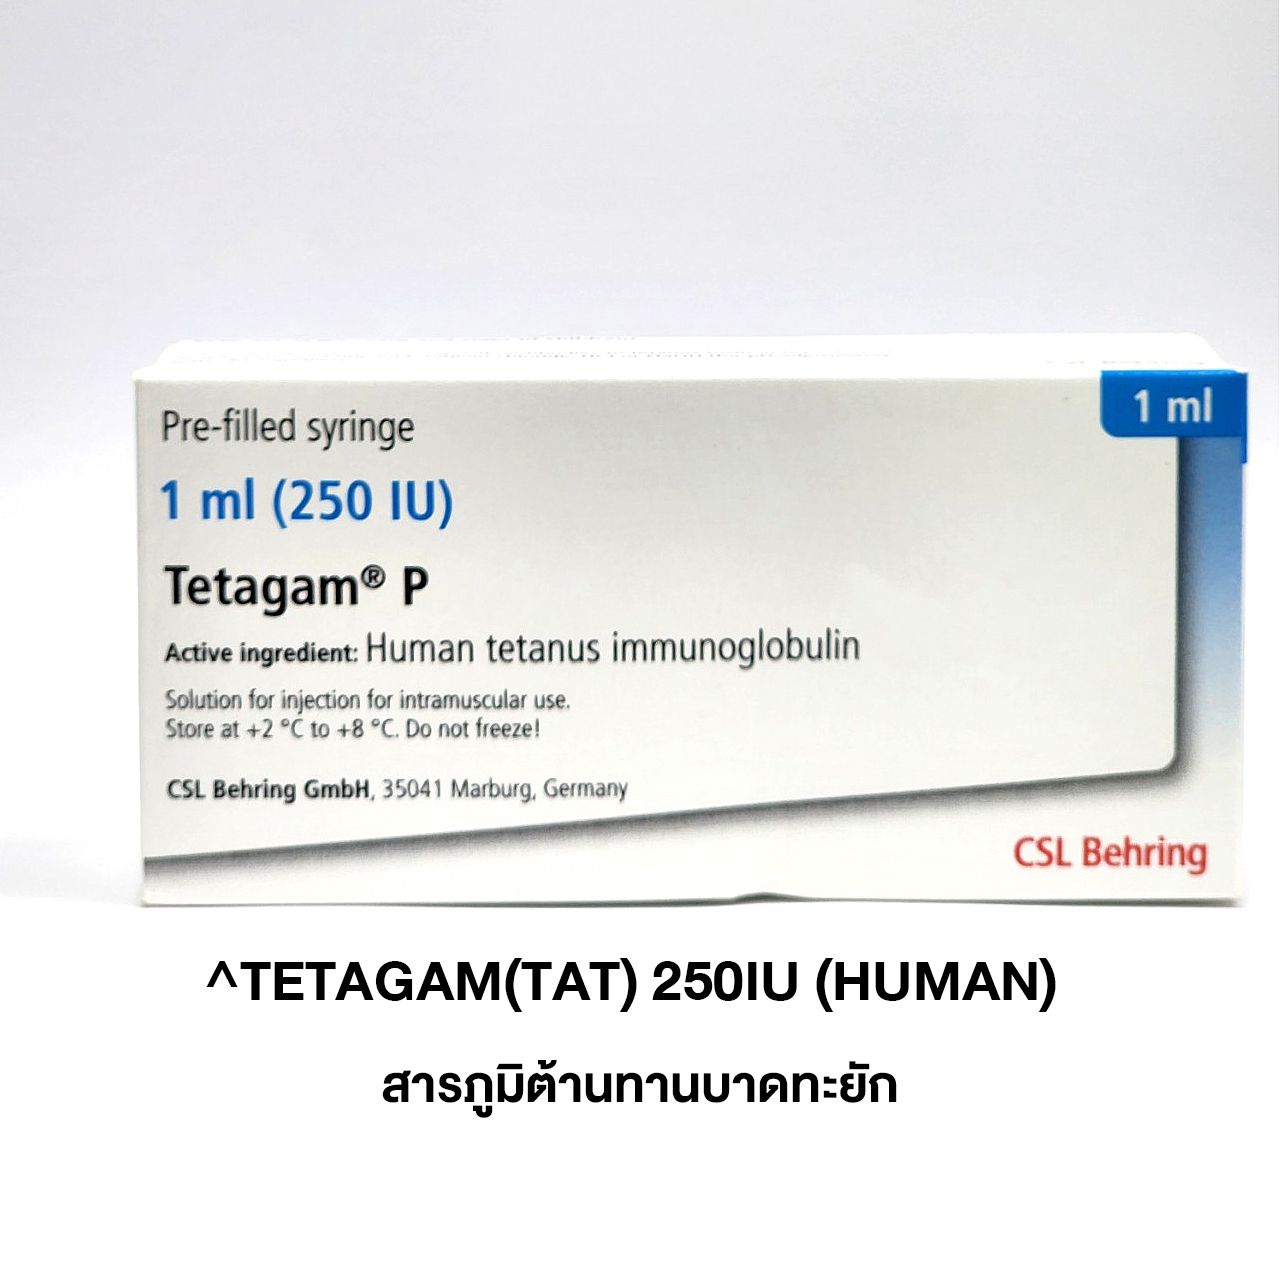 1 ml
Pre-filled syringe
1 ml (250 IU)
Tetagam® P
Active ingredient: Human tetanus immunoglobulin
Solution for injection for intramuscular use.
Store at +2 °C to +8 °C. Do not freeze!
CSL Behring GmbH, 35041 Marburg, Germany
CSL Behring
^TETAGAM(TAT) 250IU (HUMAN)
สารภูมิต้านทานบาดทะยัก